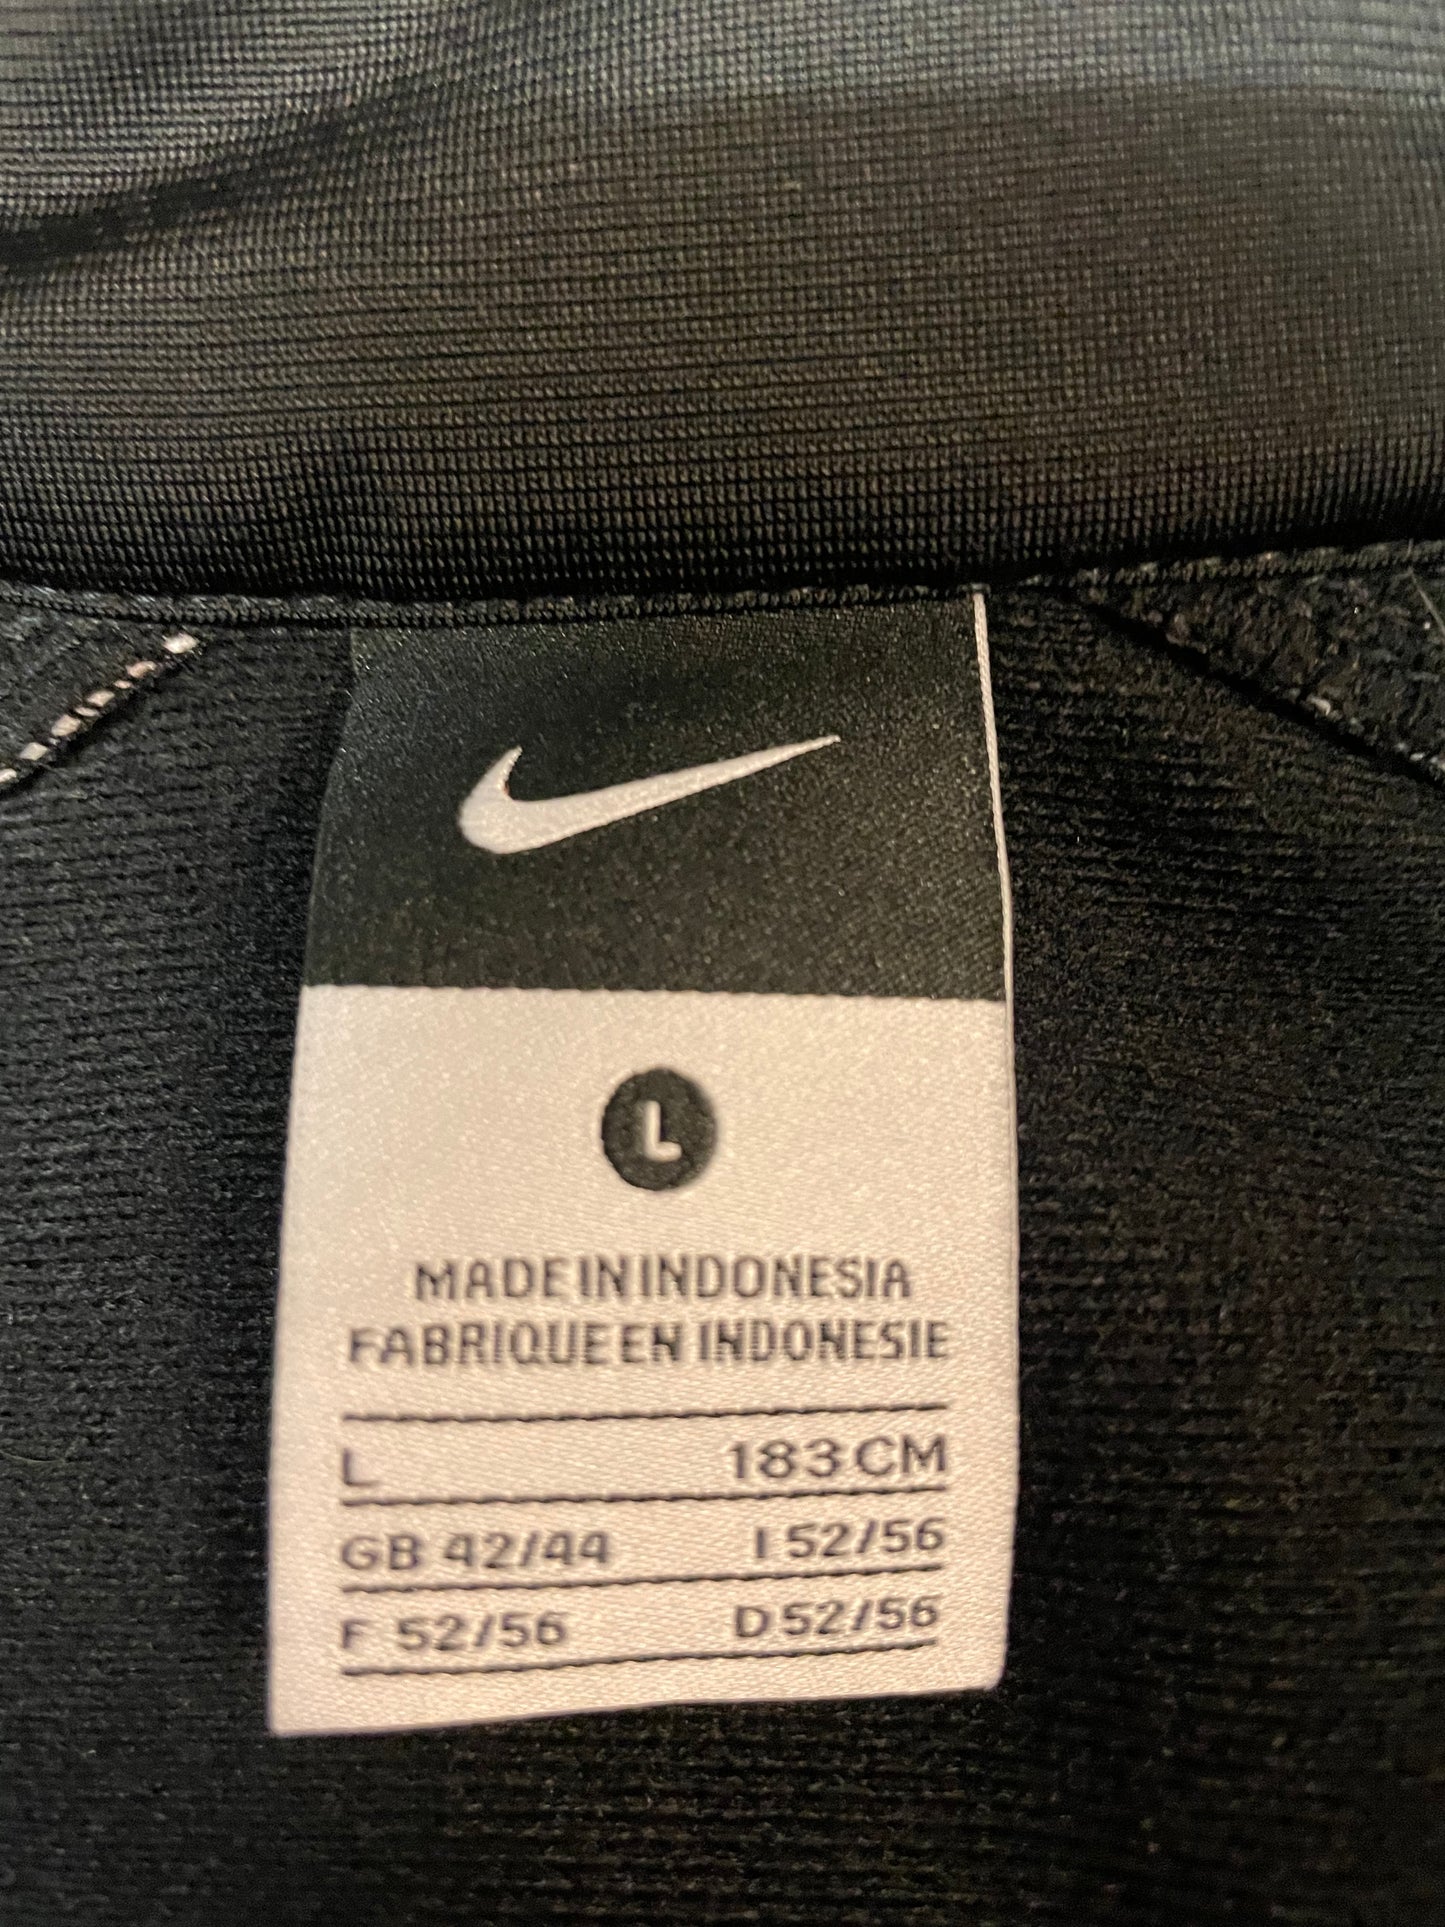 L
MADE IN INDONESIA
FABRIQUE EN INDONESIE
L 183 CM
GB 42/44 I 52/56
F 52/56 D 52/56